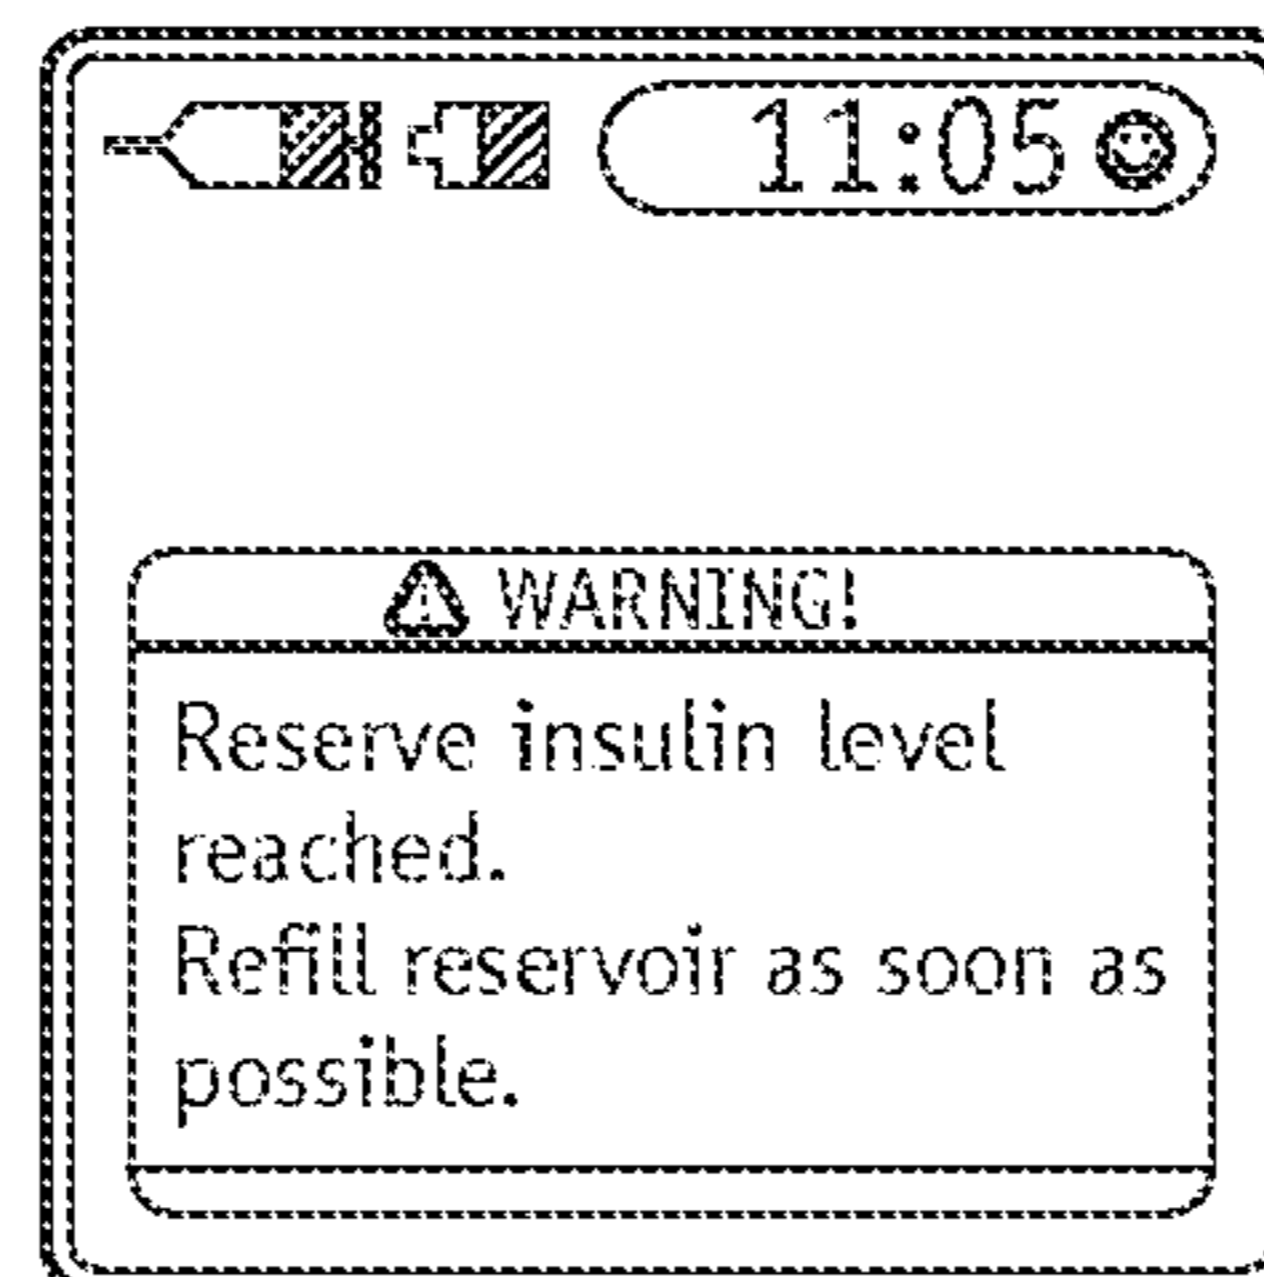 11:05
WARNING!
Reserve insulin level
reached.
Refill reservoir as soon as
possible.